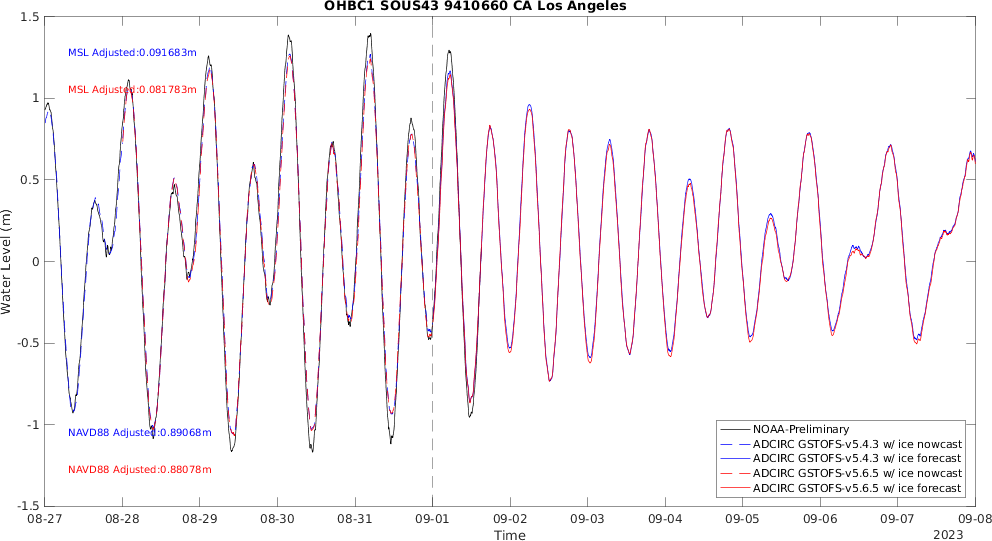 OHBC1 SOUS43 9410660 CA Los Angeles
1.5
1
0.5
0
-0.5
-1
-1.5
Water Level (m)
MSL Adjusted:0.091683m
MSL Adjusted:0.081783m
NAVD88 Adjusted:0.89068m
NAVD88 Adjusted:0.88078m
NOAA-Preliminary
ADCIRC GSTOFS-v5.4.3 w/ ice nowcast
ADCIRC GSTOFS-v5.4.3 w/ ice forecast
ADCIRC GSTOFS-v5.6.5 w/ ice nowcast
ADCIRC GSTOFS-v5.6.5 w/ ice forecast
08-27 08-28 08-29 08-30 08-31 09-01 09-02 09-03 09-04 09-05 09-06 09-07 09-08
Time
2023